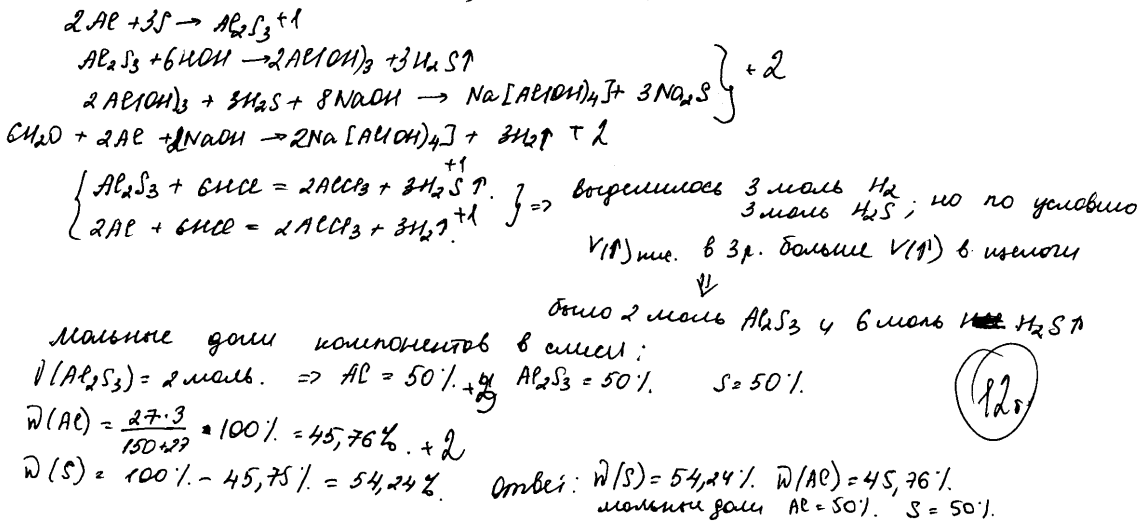 2Al + 3S → Al₂S₃ +1
Al₂S₃ + 6HOH → 2Al(OH)₃ + 3H₂S↑
2Al(OH)₃ + 3H₂S + 8NaOH → Na[Al(OH)₄] + 3Na₂S } + 2
6H₂O + 2Al + 2NaOH → 2Na[Al(OH)₄] + 3H₂↑ + 2
{ Al₂S₃ + 6HCl = 2AlCl₃ + 3H₂S↑. +1
2Al + 6HCl = 2AlCl₃ + 3H₂↑. +1 } => выделилось 3 моль H₂
3 моль H₂S; но по условию
V(↑) кис. в 3 р. больше V(↑) в щелочи
⇓
было 2 моль Al₂S₃ и 6 моль H₂S↑
Мольные доли компонентов в смеси:
ν(Al₂S₃) = 2 моль. => Al = 50% +2 Al₂S₃ = 50%. S = 50%.
W(Al) = 27·3 / 150+27 • 100% = 45,76%. + 2
W(S) = 100% - 45,75% = 54,24%.
Ответ: W(S) = 54,24% W(Al) = 45,76%.
мольные доли Al = 50%. S = 50%.
12 б.